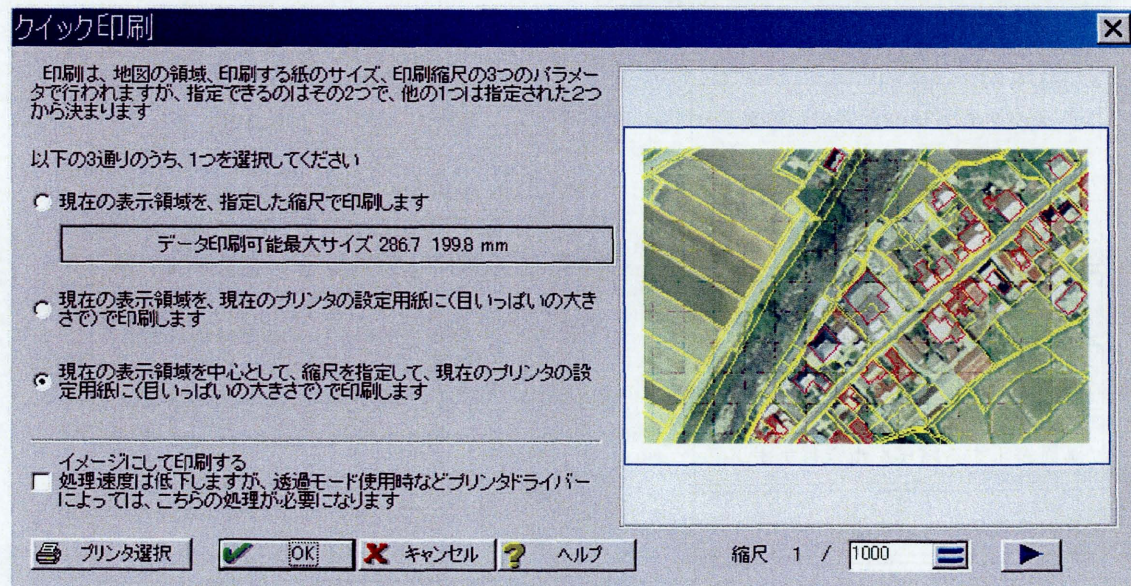 クイック印刷
印刷は、地図の領域、印刷する紙のサイズ、印刷縮尺の3つのパラメー
タで行われますが、指定できるのはその2つで、他の1つは指定された2つ
から決まります
以下の3通りのうち、1つを選択してください
現在の表示領域を、指定した縮尺で印刷します
データ印刷可能最大サイズ 286.7 199.8 mm
現在の表示領域を、現在のプリンタの設定用紙に(目いっぱいの大き
さで)で印刷します
現在の表示領域を中心として、縮尺を指定して、現在のプリンタの設
定用紙に(目いっぱいの大きさで)で印刷します
イメージにして印刷する
処理速度は低下しますが、透過モード使用時などプリンタドライバー
によっては、こちらの処理が必要になります
プリンタ選択 OK キャンセル ヘルプ 縮尺 1 / 1000